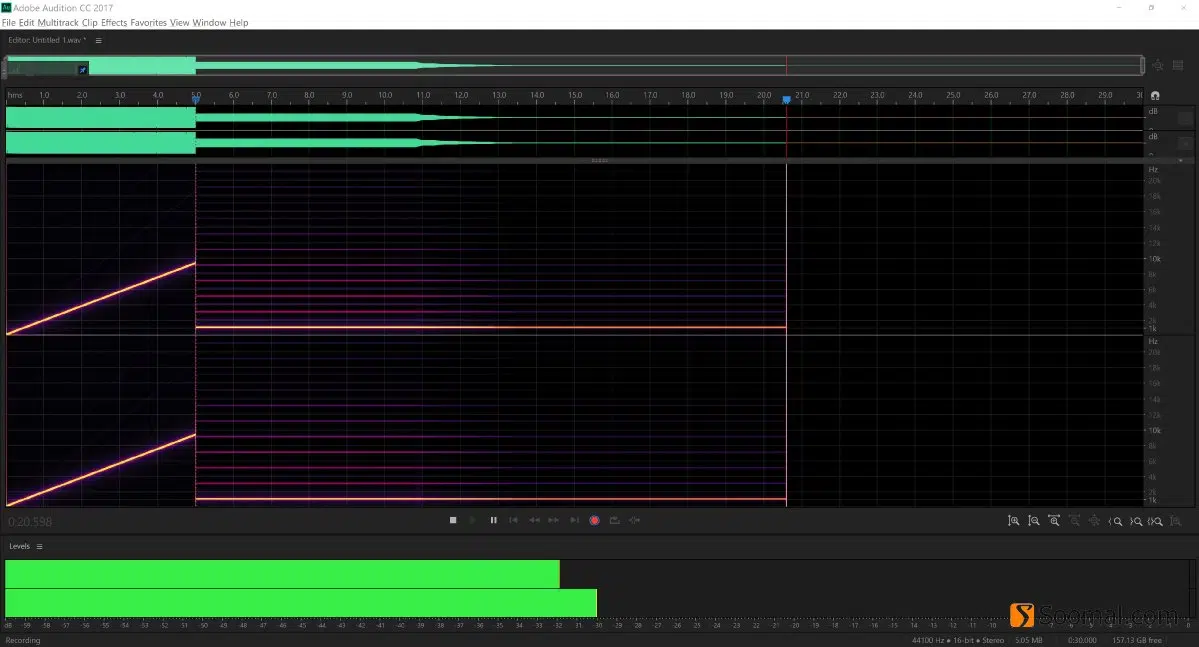 Au Adobe Audition CC 2017
File Edit Multitrack Clip Effects Favorites View Window Help
Editor: Untitled 1.wav *
hms 1.0 2.0 3.0 4.0 5.0 6.0 7.0 8.0 9.0 10.0 11.0 12.0 13.0 14.0 15.0 16.0 17.0 18.0 19.0 20.0 21.0 22.0 23.0 24.0 25.0 26.0 27.0 28.0 29.0 30
dB
dB
Hz
20k
18k
16k
14k
12k
10k
8k
6k
4k
2k
1k
Hz
20k
18k
16k
14k
12k
10k
8k
6k
4k
2k
1k
0:20.598
Levels
dB -59 -58 -57 -56 -55 -54 -53 -52 -51 -50 -49 -48 -47 -46 -45 -44 -43 -42 -41 -40 -39 -38 -37 -36 -35 -34 -33 -32 -31 -30 -29 -28 -27 -26 -25 -24 -23 -22 -21 -20 -19 -18 -17 -16 -15 -14 -13 -12 -11 -10 -9 -8 -7 -6 -5 -4 -3 -2 -1 0
Soomal.com
Recording
44100 Hz ● 16-bit ● Stereo 5.05 MB 0:30.000 157.13 GB free